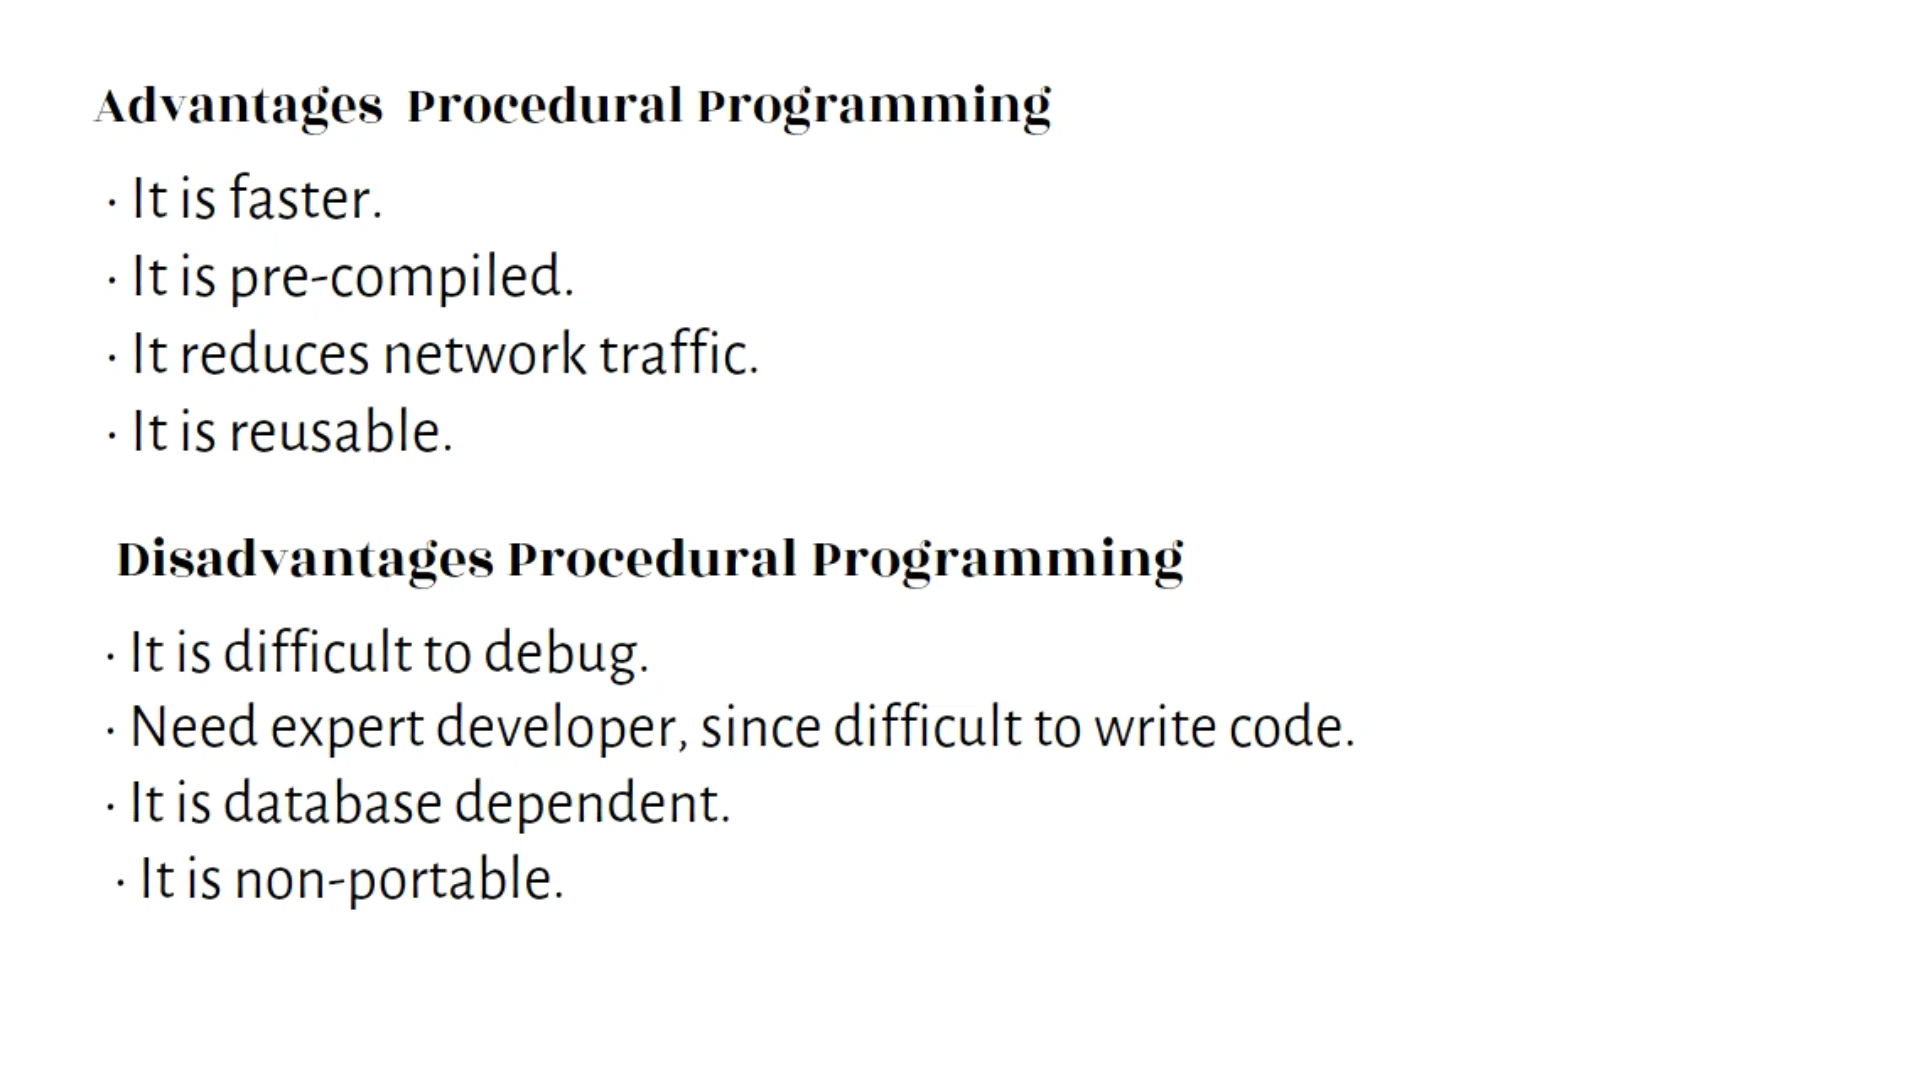 Advantages  Procedural Programming
· It is faster.
· It is pre-compiled.
· It reduces network traffic.
· It is reusable.
Disadvantages Procedural Programming
· It is difficult to debug.
· Need expert developer, since difficult to write code.
· It is database dependent.
· It is non-portable.